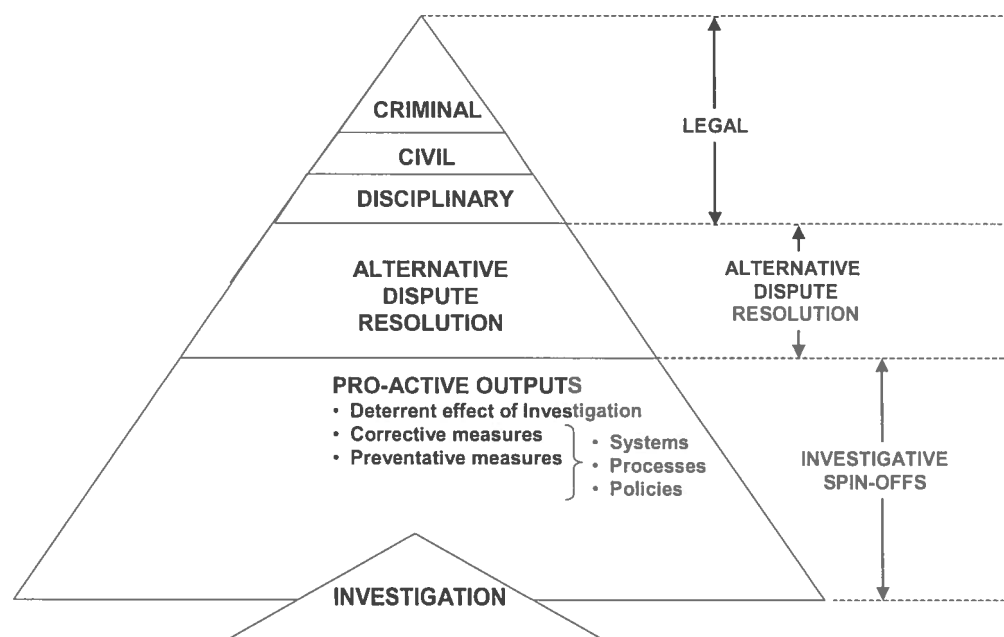 CRIMINAL
CIVIL
DISCIPLINARY
LEGAL
ALTERNATIVE
DISPUTE
RESOLUTION
ALTERNATIVE
DISPUTE
RESOLUTION
PRO-ACTIVE OUTPUTS
• Deterrent effect of Investigation
• Corrective measures
• Preventative measures
• Systems
• Processes
• Policies
INVESTIGATIVE
SPIN-OFFS
INVESTIGATION